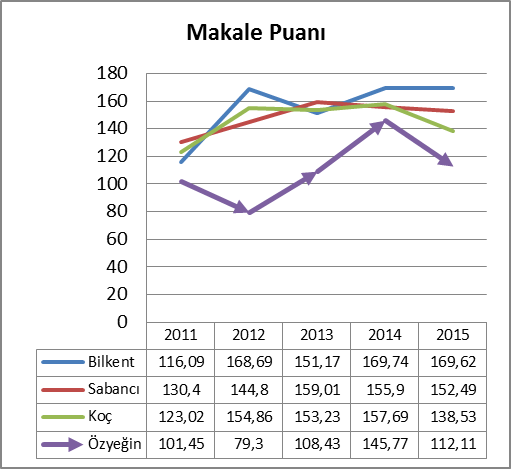 Makale Puanı
180
160
140
120
100
80
60
40
20
0
2011 2012 2013 2014 2015
Bilkent 116,09 168,69 151,17 169,74 169,62
Sabancı 130,4 144,8 159,01 155,9 152,49
Koç 123,02 154,86 153,23 157,69 138,53
Özyeğin 101,45 79,3 108,43 145,77 112,11